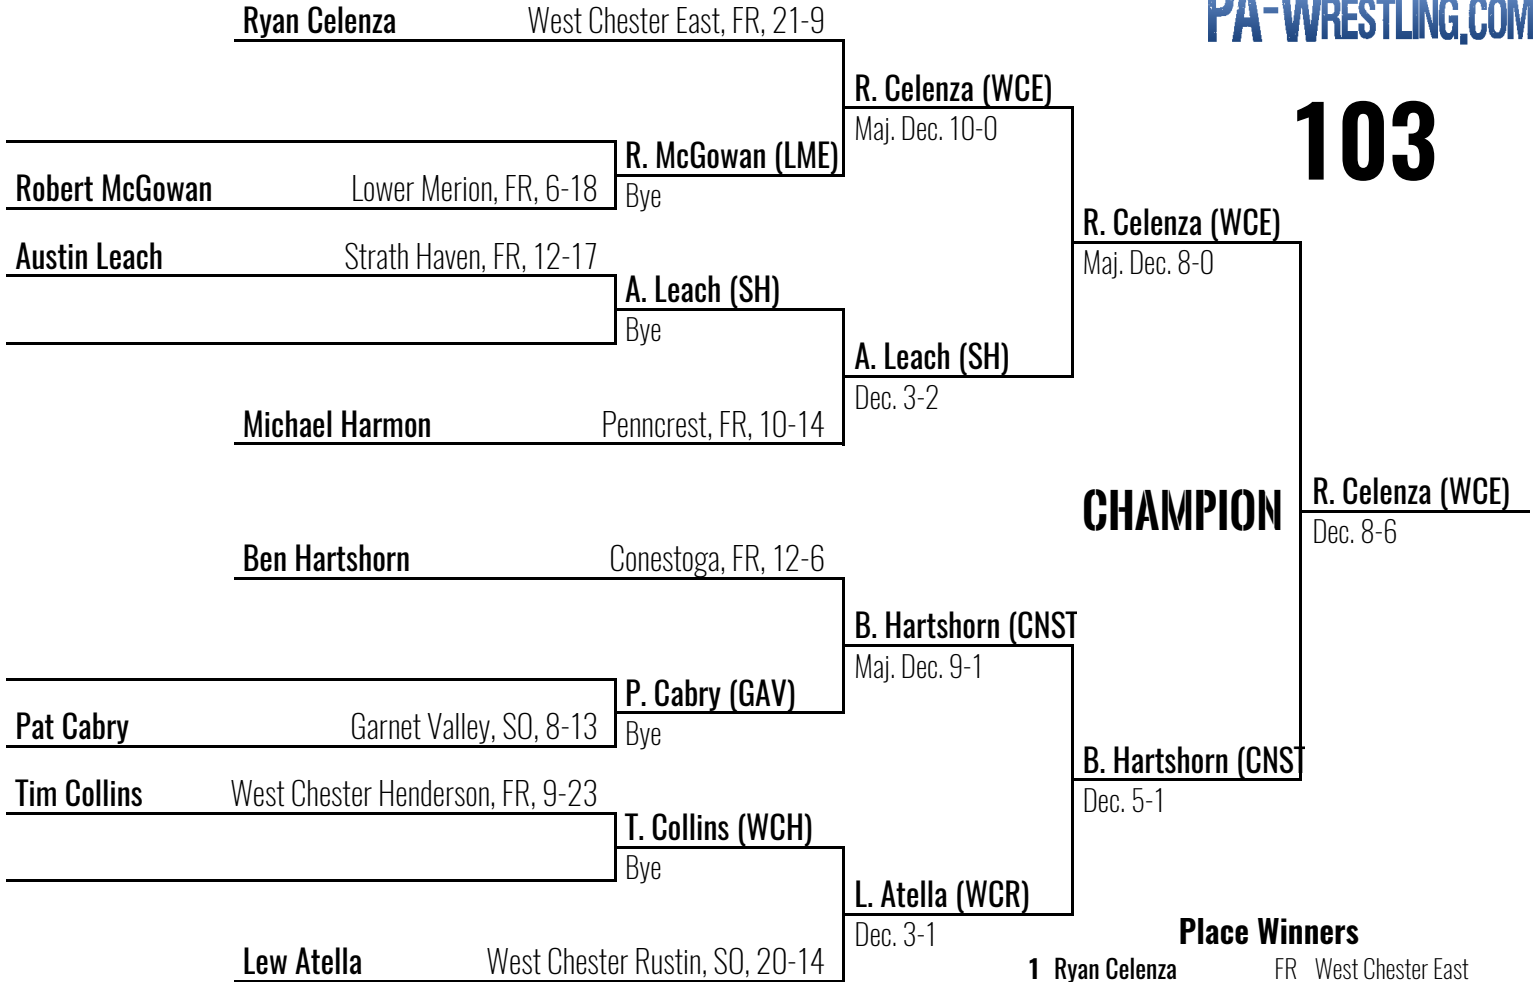 Ryan Celenza West Chester East, FR, 21-9
PA-WRESTLING.COM
103
R. Celenza (WCE)
Maj. Dec. 10-0
R. McGowan (LME)
Robert McGowan Lower Merion, FR, 6-18
Bye
R. Celenza (WCE)
Maj. Dec. 8-0
Austin Leach Strath Haven, FR, 12-17
A. Leach (SH)
Bye
A. Leach (SH)
Dec. 3-2
Michael Harmon Penncrest, FR, 10-14
CHAMPION
R. Celenza (WCE)
Dec. 8-6
Ben Hartshorn Conestoga, FR, 12-6
B. Hartshorn (CNST
Maj. Dec. 9-1
P. Cabry (GAV)
Pat Cabry Garnet Valley, SO, 8-13
Bye
B. Hartshorn (CNST
Dec. 5-1
Tim Collins West Chester Henderson, FR, 9-23
T. Collins (WCH)
Bye
L. Atella (WCR)
Dec. 3-1
Lew Atella West Chester Rustin, SO, 20-14
Place Winners
1 Ryan Celenza FR West Chester East